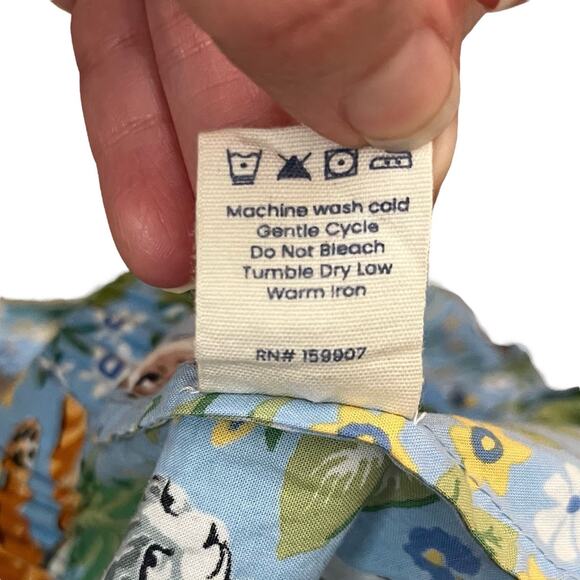 Machine wash cold
Gentle Cycle
Do Not Bleach
Tumble Dry Low
Warm Iron
RN# 159907